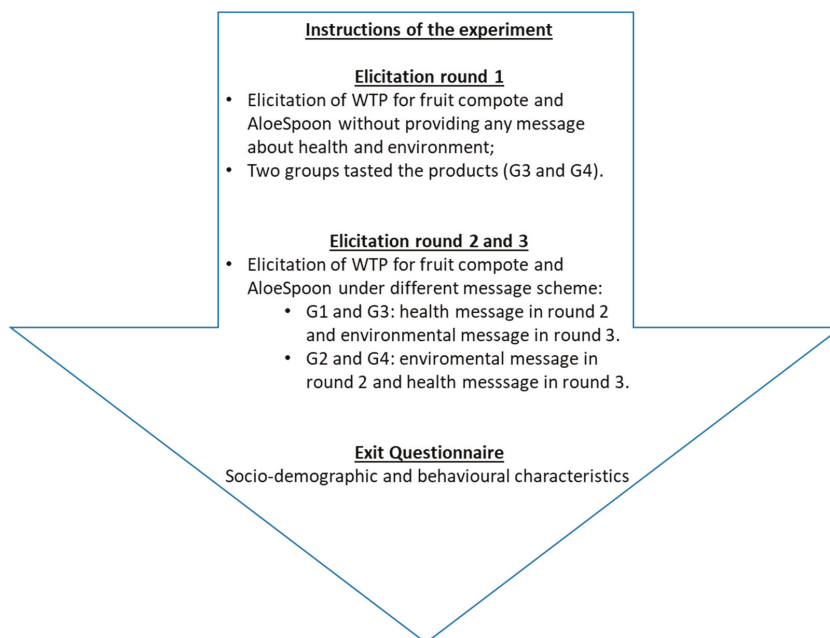 Instructions of the experiment
Elicitation round 1
• Elicitation of WTP for fruit compote and
AloeSpoon without providing any message
about health and environment;
• Two groups tasted the products (G3 and G4).
Elicitation round 2 and 3
• Elicitation of WTP for fruit compote and
AloeSpoon under different message scheme:
• G1 and G3: health message in round 2
and environmental message in round 3.
• G2 and G4: enviromental message in
round 2 and health messsage in round 3.
Exit Questionnaire
Socio-demographic and behavioural characteristics